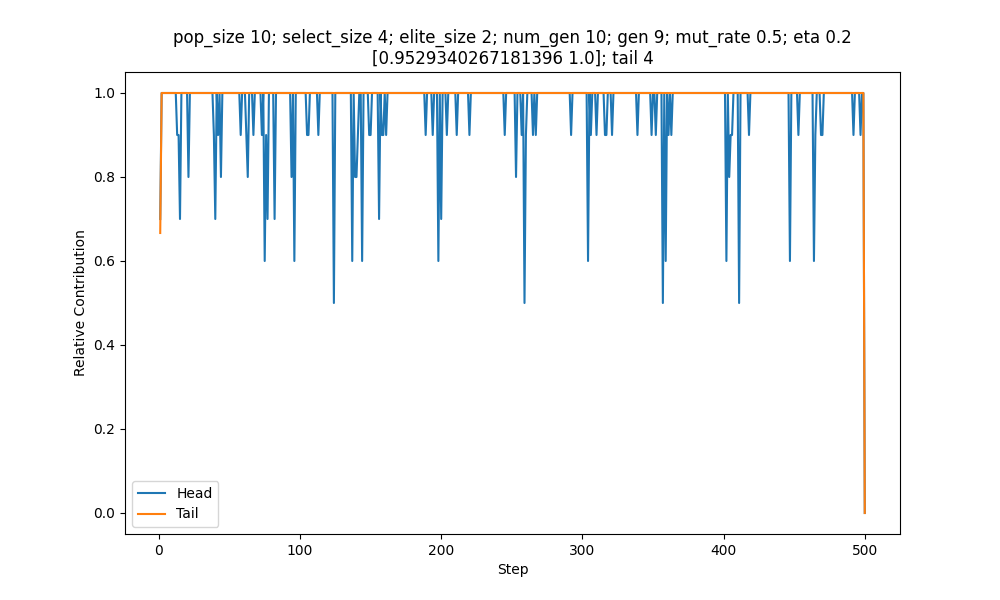 pop_size 10; select_size 4; elite_size 2; num_gen 10; gen 9; mut_rate 0.5; eta 0.2
[0.9529340267181396 1.0]; tail 4
1.0
0.8
0.6
0.4
0.2
0.0
Relative Contribution
Head
Tail
0
100
200
300
400
500
Step